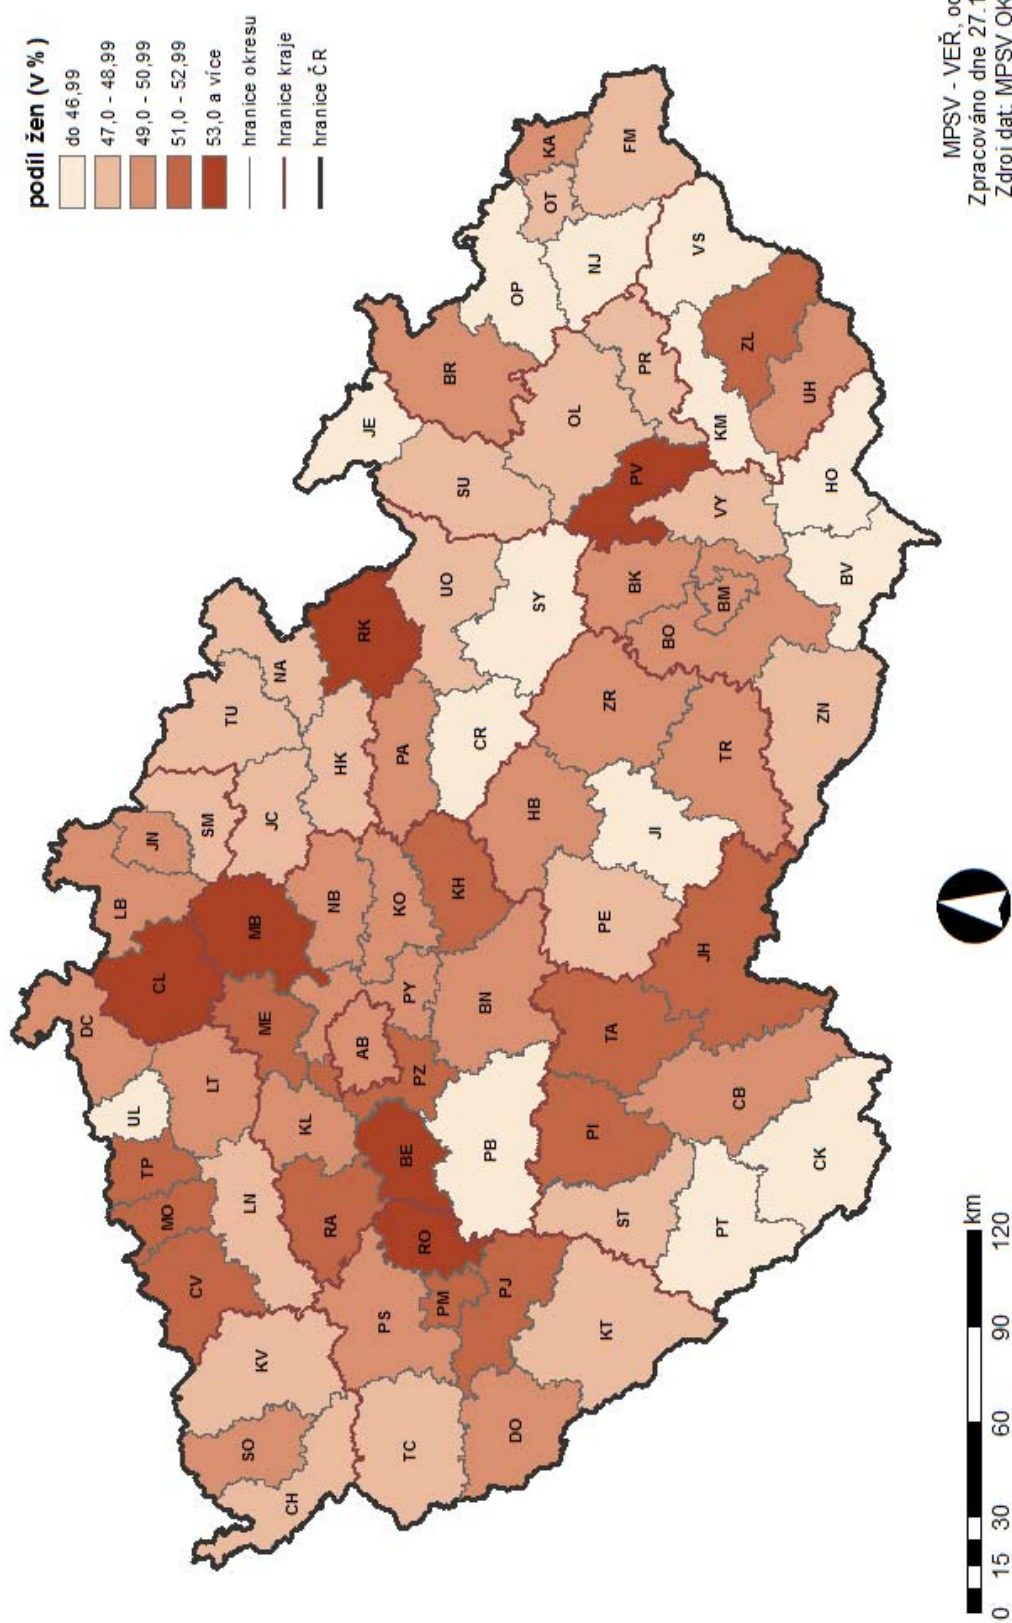 podíl žen (v %)
do 46,99
47,0 - 48,99
49,0 - 50,99
51,0 - 52,99
53,0 a více
hranice okresu
hranice kraje
hranice ČR
DC
LB
JN
CL
SM
TU
UL
LT
MB
JC
NA
TP
MO
ME
HK
RK
CV
LN
KL
NB
JE
KV
RA
AB
PY
KO
PA
UO
SU
BR
SO
CH
BE
PZ
KH
CR
SY
OP
RO
PS
PM
PB
BN
HB
OL
OT
KA
TC
PJ
PI
TA
PE
ZR
BK
PV
PR
NJ
FM
DO
KT
ST
JI
BO
BM
VY
KM
VS
ZL
JH
TR
UH
PT
CB
ZN
BV
HO
CK
0 15 30 60 90 120
km
MPSV - VEŘ,
Zpracováno dne 27.1
Zdroj dat: MPSV OK